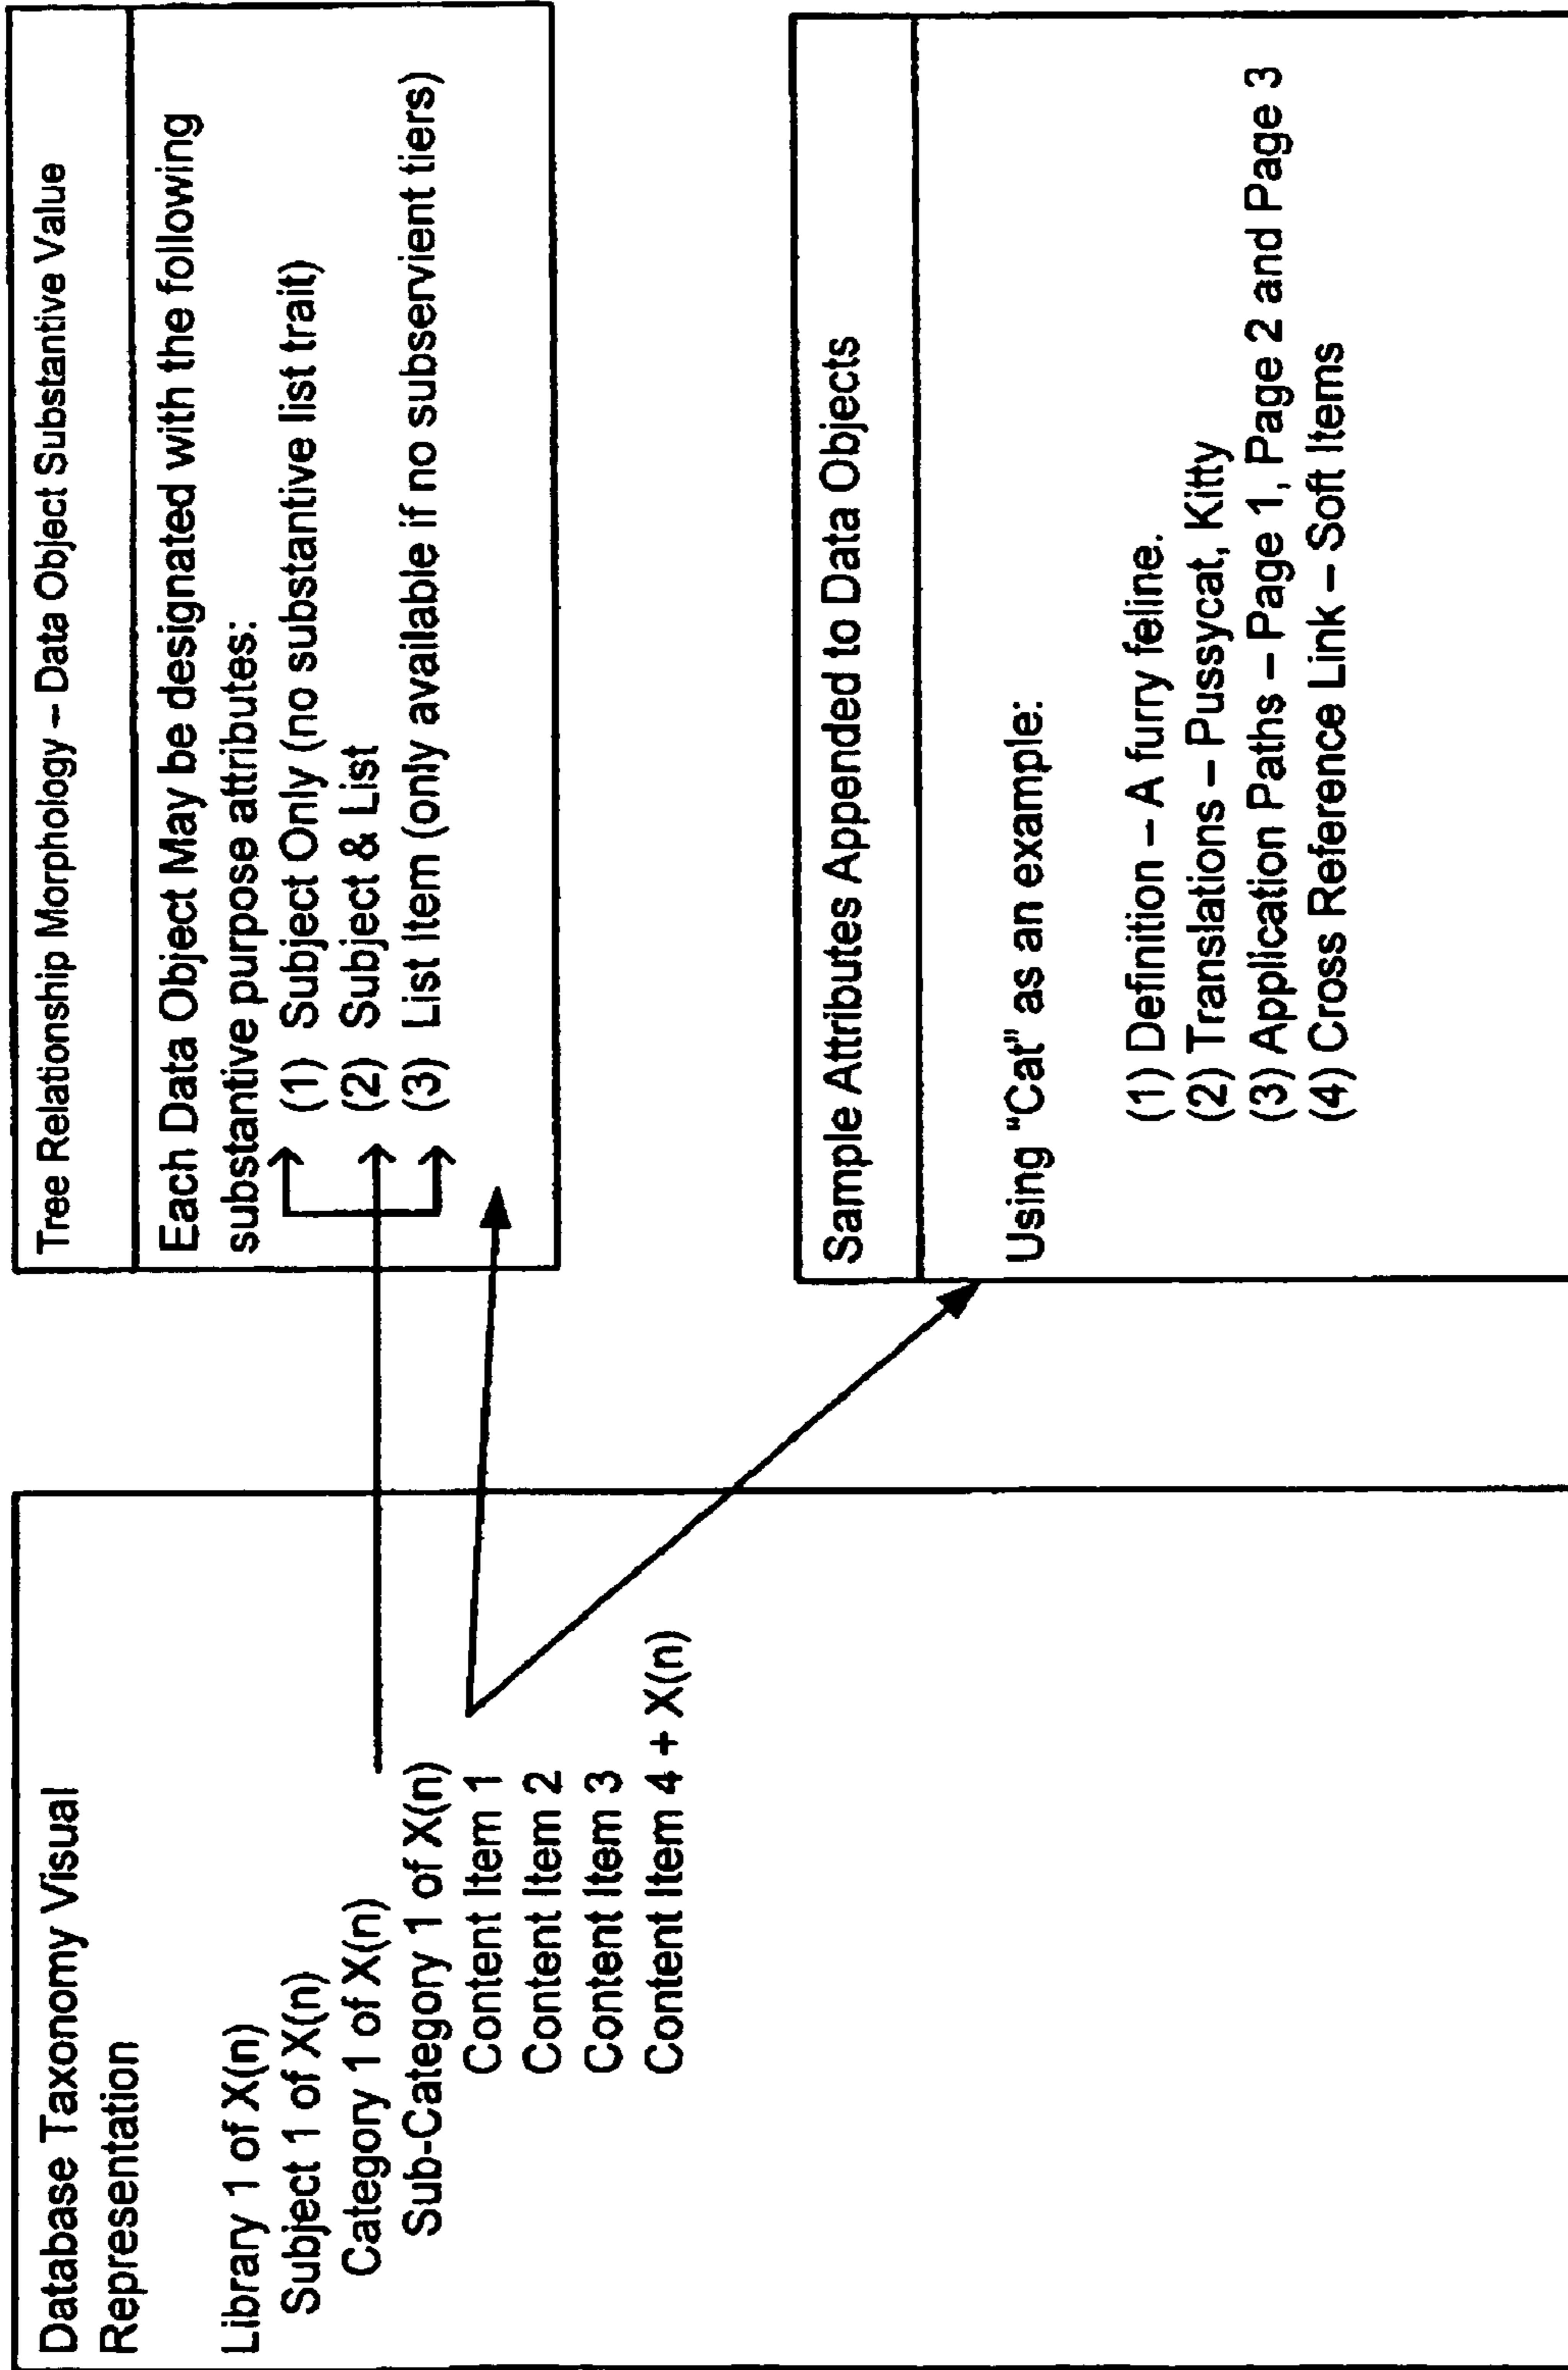 Database Taxonomy Visual
Representation
Library 1 of X(n)
Subject 1 of X(n)
Category 1 of X(n)
Sub-Category 1 of X(n)
Content Item 1
Content Item 2
Content Item 3
Content Item 4 + X(n)
Tree Relationship Morphology – Data Object Substantive Value
Each Data Object May be designated with the following
substantive purpose attributes:
(1) Subject Only (no substantive list trait)
(2) Subject & List
(3) List Item (only available if no subservient tiers)
Sample Attributes Appended to Data Objects
Using "Cat" as an example:
(1) Definition – A furry feline.
(2) Translations – Pussycat, Kitty
(3) Application Paths – Page 1, Page 2 and Page 3
(4) Cross Reference Link – Soft Items